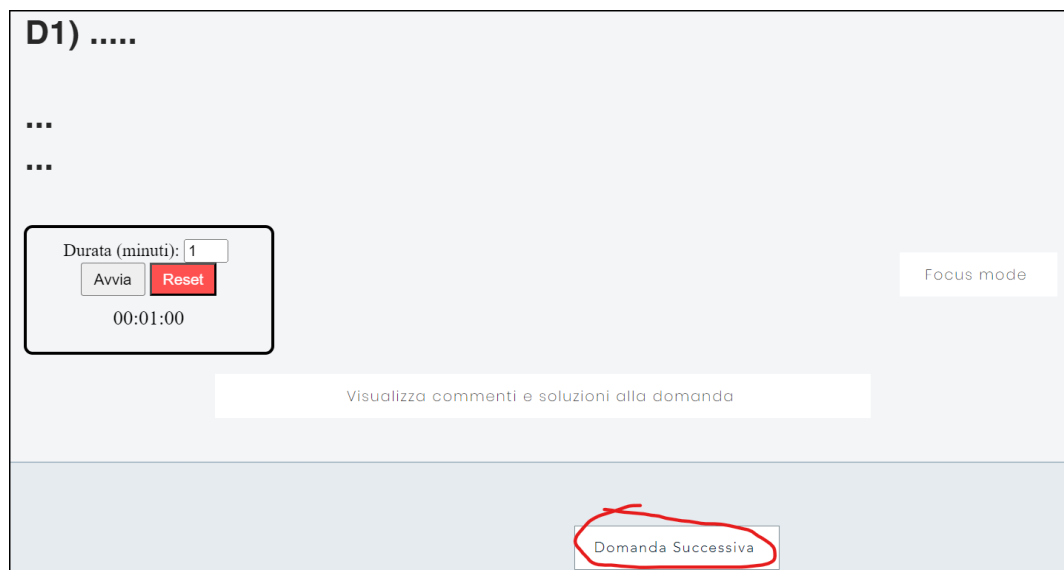 D1) .....
...
...
Durata (minuti): 1
Avvia Reset
00:01:00
Focus mode
Visualizza commenti e soluzioni alla domanda
Domanda Successiva